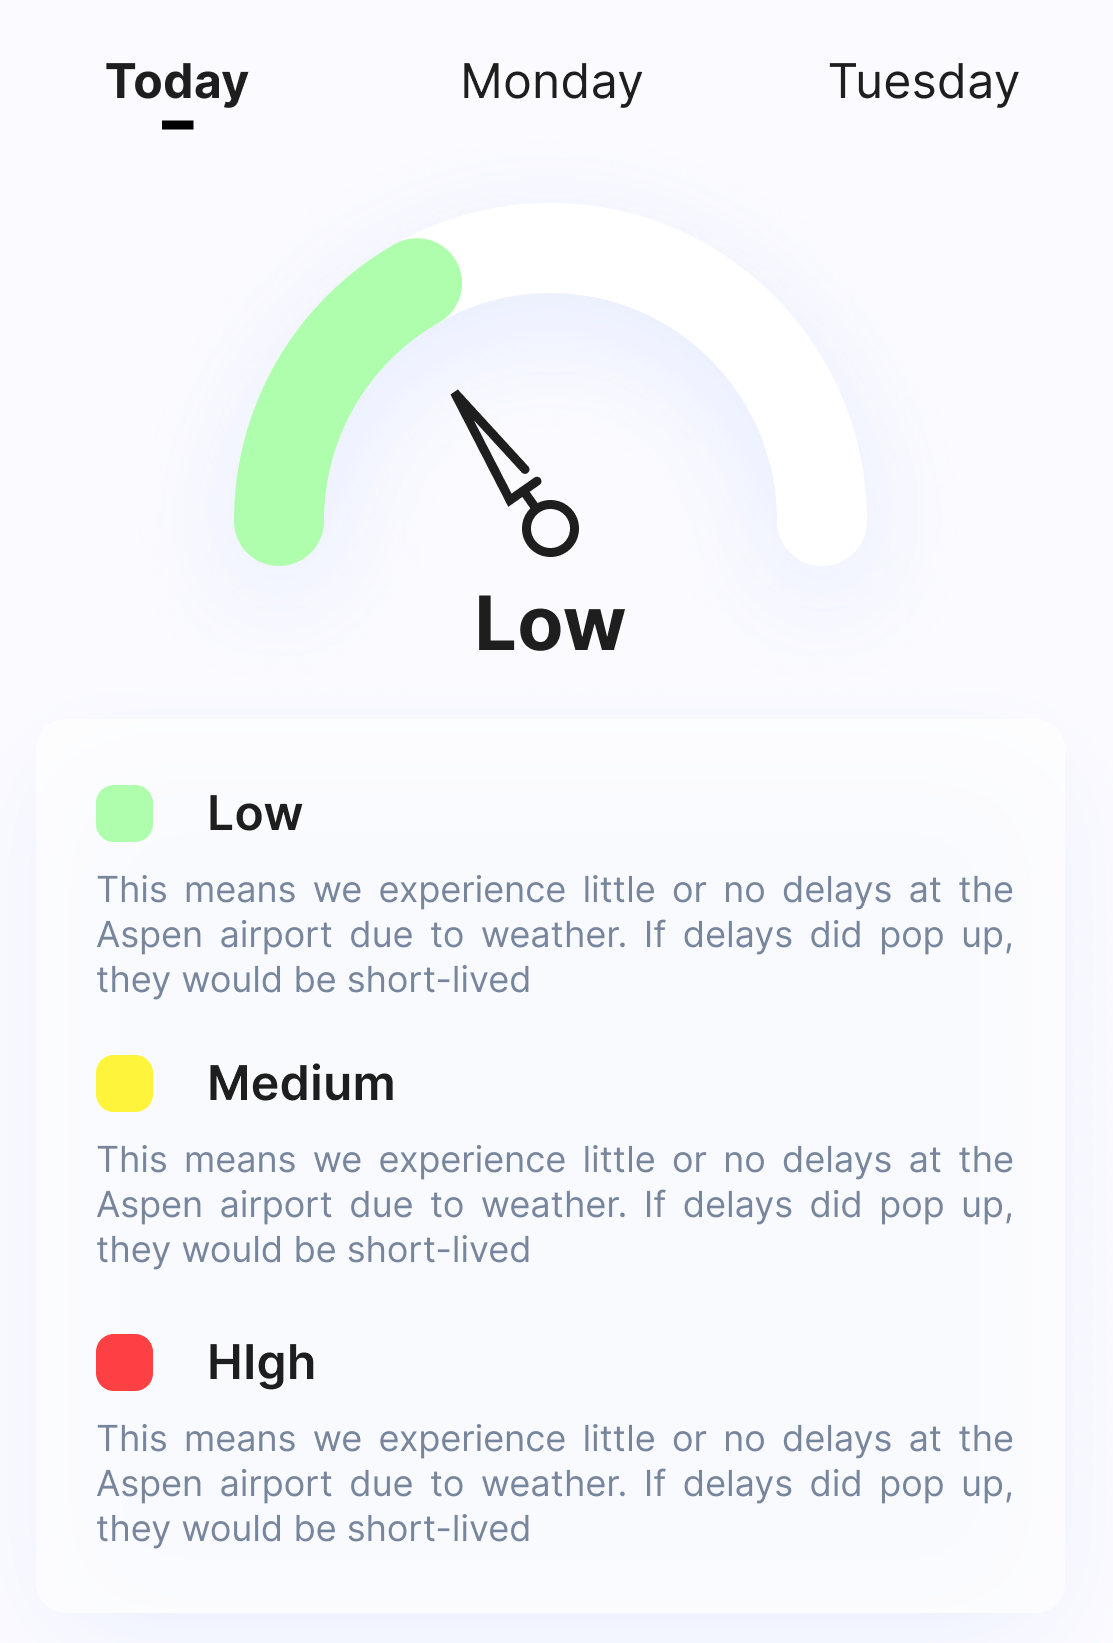 Today Monday Tuesday
Low
Low
This means we experience little or no delays at the
Aspen airport due to weather. If delays did pop up,
they would be short-lived
Medium
This means we experience little or no delays at the
Aspen airport due to weather. If delays did pop up,
they would be short-lived
HIgh
This means we experience little or no delays at the
Aspen airport due to weather. If delays did pop up,
they would be short-lived